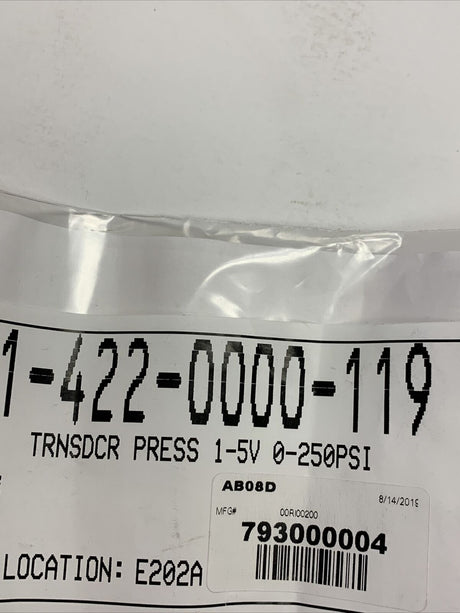 1-422-0000-119
TRNSDCR PRESS 1-5V 0-250PSI
AB08D
8/14/2019
MFG# 00RI00200
793000004
LOCATION: E202A